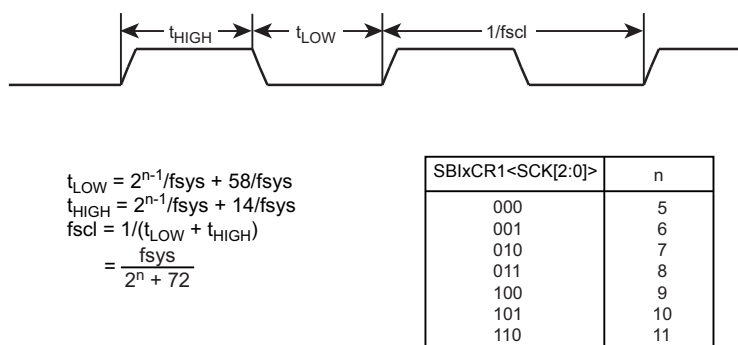 tHIGH tLOW 1/fscl
tLOW = 2n-1/fsys + 58/fsys
tHIGH = 2n-1/fsys + 14/fsys
fscl = 1/(tLOW + tHIGH)
= fsys
2n + 72
SBIxCR1<SCK[2:0]> n
000 5
001 6
010 7
011 8
100 9
101 10
110 11